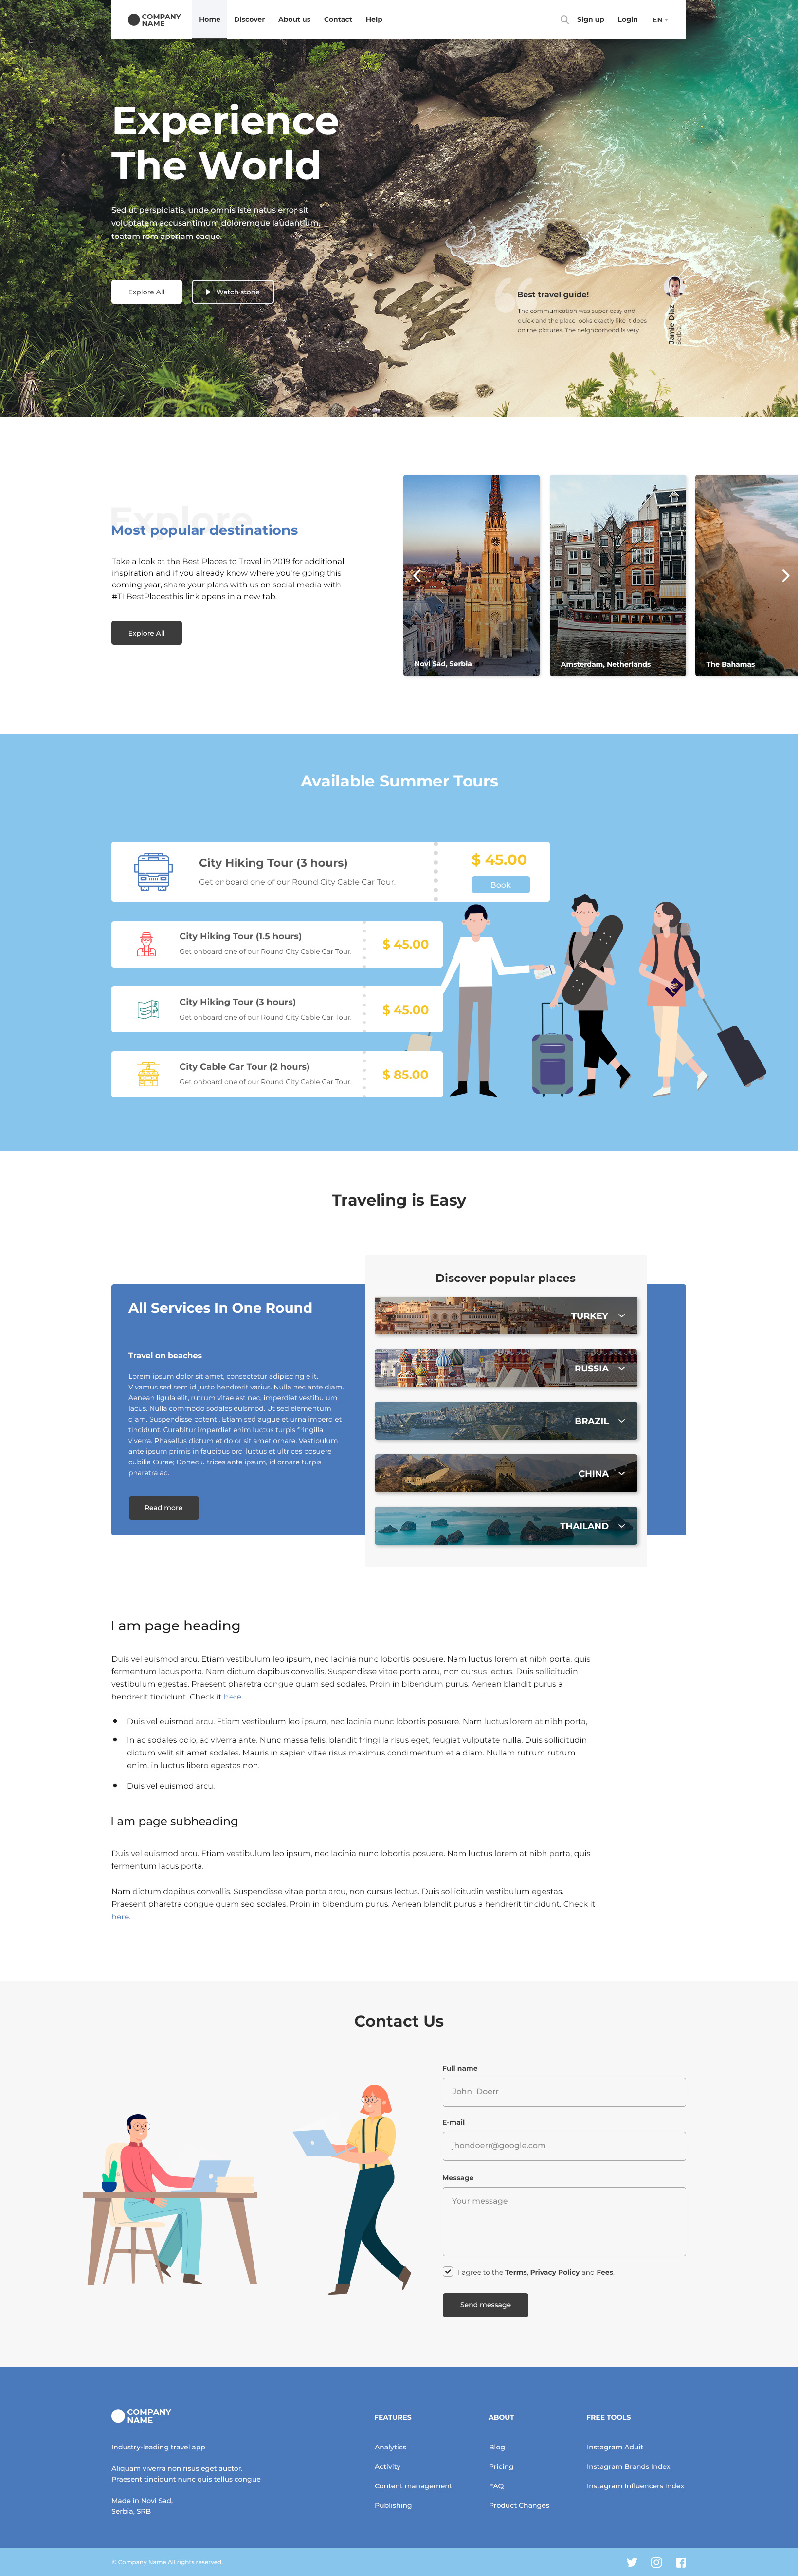 COMPANY
NAME
Home
Discover
About us
Contact
Help
Sign up
Login
EN
Experience
The World
Sed ut perspiciatis, unde omnis iste natus error sit
voluptatem accusantimum doloremque laudantium,
toatam rem aperiam eaque.
Explore All
Watch storie
Best travel guide!
The communication was super easy and
quick and the place looks exactly like it does
on the pictures. The neighborhood is very
Jamie Diaz
Serbia
Explore
Most popular destinations
Take a look at the Best Places to Travel in 2019 for additional
inspiration and if you already know where you're going this
coming year, share your plans with us on social media with
#TLBestPlacesthis link opens in a new tab.
Explore All
Novi Sad, Serbia
Amsterdam, Netherlands
The Bahamas
Available Summer Tours
City Hiking Tour (3 hours)
Get onboard one of our Round City Cable Car Tour.
$ 45.00
Book
City Hiking Tour (1.5 hours)
Get onboard one of our Round City Cable Car Tour.
$ 45.00
City Hiking Tour (3 hours)
Get onboard one of our Round City Cable Car Tour.
$ 45.00
City Cable Car Tour (2 hours)
Get onboard one of our Round City Cable Car Tour.
$ 85.00
Traveling is Easy
All Services In One Round
Travel on beaches
Lorem ipsum dolor sit amet, consectetur adipiscing elit.
Vivamus sed sem id justo hendrerit varius. Nulla nec ante diam.
Aenean ligula elit, rutrum vitae est nec, imperdiet vestibulum
lacus. Nulla commodo sodales euismod. Ut sed elementum
diam. Suspendisse potenti. Etiam sed augue et urna imperdiet
tincidunt. Curabitur imperdiet enim luctus turpis fringilla
viverra. Phasellus dictum et dolor sit amet ornare. Vestibulum
ante ipsum primis in faucibus orci luctus et ultrices posuere
cubilia Curae; Donec ultrices ante ipsum, id ornare turpis
pharetra ac.
Read more
Discover popular places
TURKEY
RUSSIA
BRAZIL
CHINA
THAILAND
I am page heading
Duis vel euismod arcu. Etiam vestibulum leo ipsum, nec lacinia nunc lobortis posuere. Nam luctus lorem at nibh porta, quis
fermentum lacus porta. Nam dictum dapibus convallis. Suspendisse vitae porta arcu, non cursus lectus. Duis sollicitudin
vestibulum egestas. Praesent pharetra congue quam sed sodales. Proin in bibendum purus. Aenean blandit purus a
hendrerit tincidunt. Check it here.
Duis vel euismod arcu. Etiam vestibulum leo ipsum, nec lacinia nunc lobortis posuere. Nam luctus lorem at nibh porta,
In ac sodales odio, ac viverra ante. Nunc massa felis, blandit fringilla risus eget, feugiat vulputate nulla. Duis sollicitudin
dictum velit sit amet sodales. Mauris in sapien vitae risus maximus condimentum et a diam. Nullam rutrum rutrum
enim, in luctus libero egestas non.
Duis vel euismod arcu.
I am page subheading
Duis vel euismod arcu. Etiam vestibulum leo ipsum, nec lacinia nunc lobortis posuere. Nam luctus lorem at nibh porta, quis
fermentum lacus porta.
Nam dictum dapibus convallis. Suspendisse vitae porta arcu, non cursus lectus. Duis sollicitudin vestibulum egestas.
Praesent pharetra congue quam sed sodales. Proin in bibendum purus. Aenean blandit purus a hendrerit tincidunt. Check it
here.
Contact Us
Full name
John Doerr
E-mail
jhondoerr@google.com
Message
Your message
I agree to the Terms, Privacy Policy and Fees.
Send message
COMPANY
NAME
Industry-leading travel app
Aliquam viverra non risus eget auctor.
Praesent tincidunt nunc quis tellus congue
Made in Novi Sad,
Serbia, SRB
FEATURES
Analytics
Activity
Content management
Publishing
ABOUT
Blog
Pricing
FAQ
Product Changes
FREE TOOLS
Instagram Aduit
Instagram Brands Index
Instagram Influencers Index
© Company Name All rights reserved.